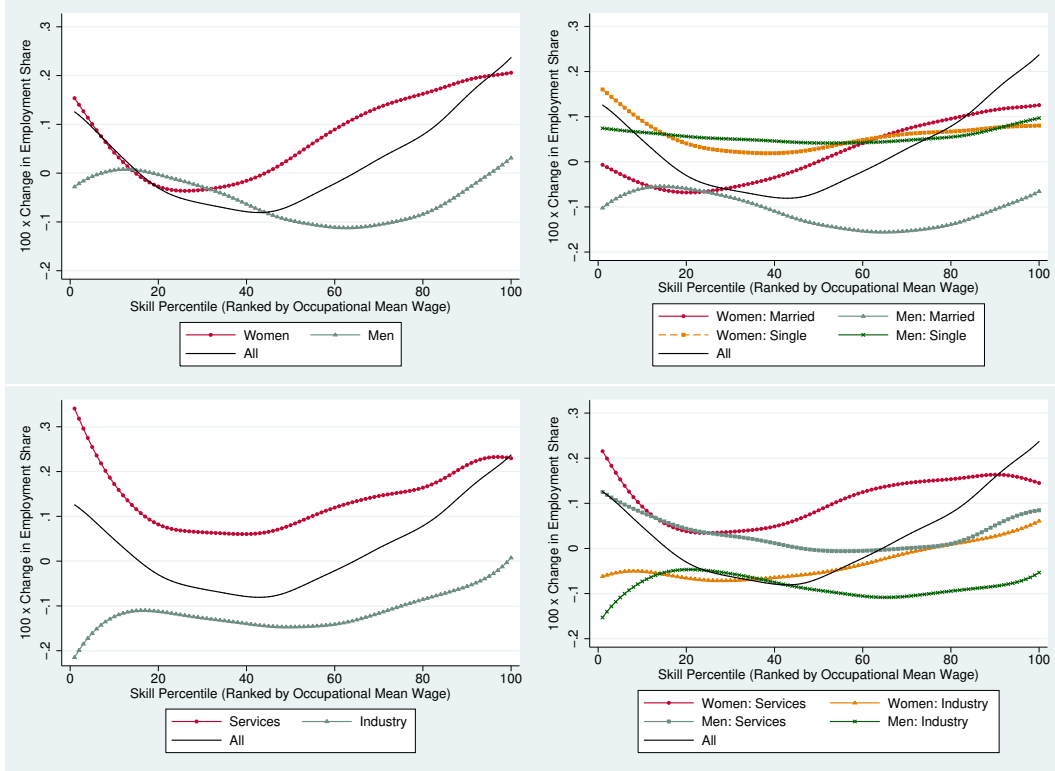 100 x Change in Employment Share
.3
.2
.1
0
-.1
-.2
0 20 40 60 80 100
Skill Percentile (Ranked by Occupational Mean Wage)
Women Men
All
100 x Change in Employment Share
.3
.2
.1
0
-.1
-.2
0 20 40 60 80 100
Skill Percentile (Ranked by Occupational Mean Wage)
Women: Married Men: Married
Women: Single Men: Single
All
100 x Change in Employment Share
.3
.2
.1
0
-.1
-.2
0 20 40 60 80 100
Skill Percentile (Ranked by Occupational Mean Wage)
Services Industry
All
100 x Change in Employment Share
.3
.2
.1
0
-.1
-.2
0 20 40 60 80 100
Skill Percentile (Ranked by Occupational Mean Wage)
Women: Services Women: Industry
Men: Services Men: Industry
All